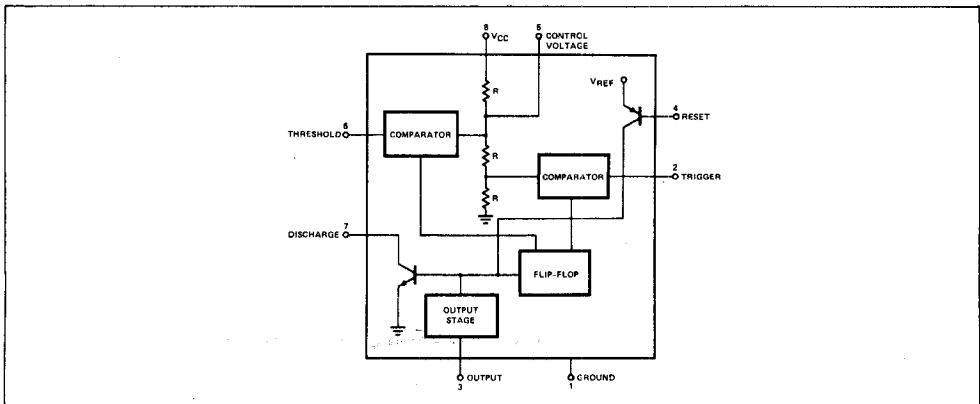 8
VCC
5
CONTROL
VOLTAGE
R
VREF
4
RESET
6
THRESHOLD
COMPARATOR
R
COMPARATOR
2
TRIGGER
R
7
DISCHARGE
FLIP-FLOP
OUTPUT
STAGE
OUTPUT
3
GROUND
1